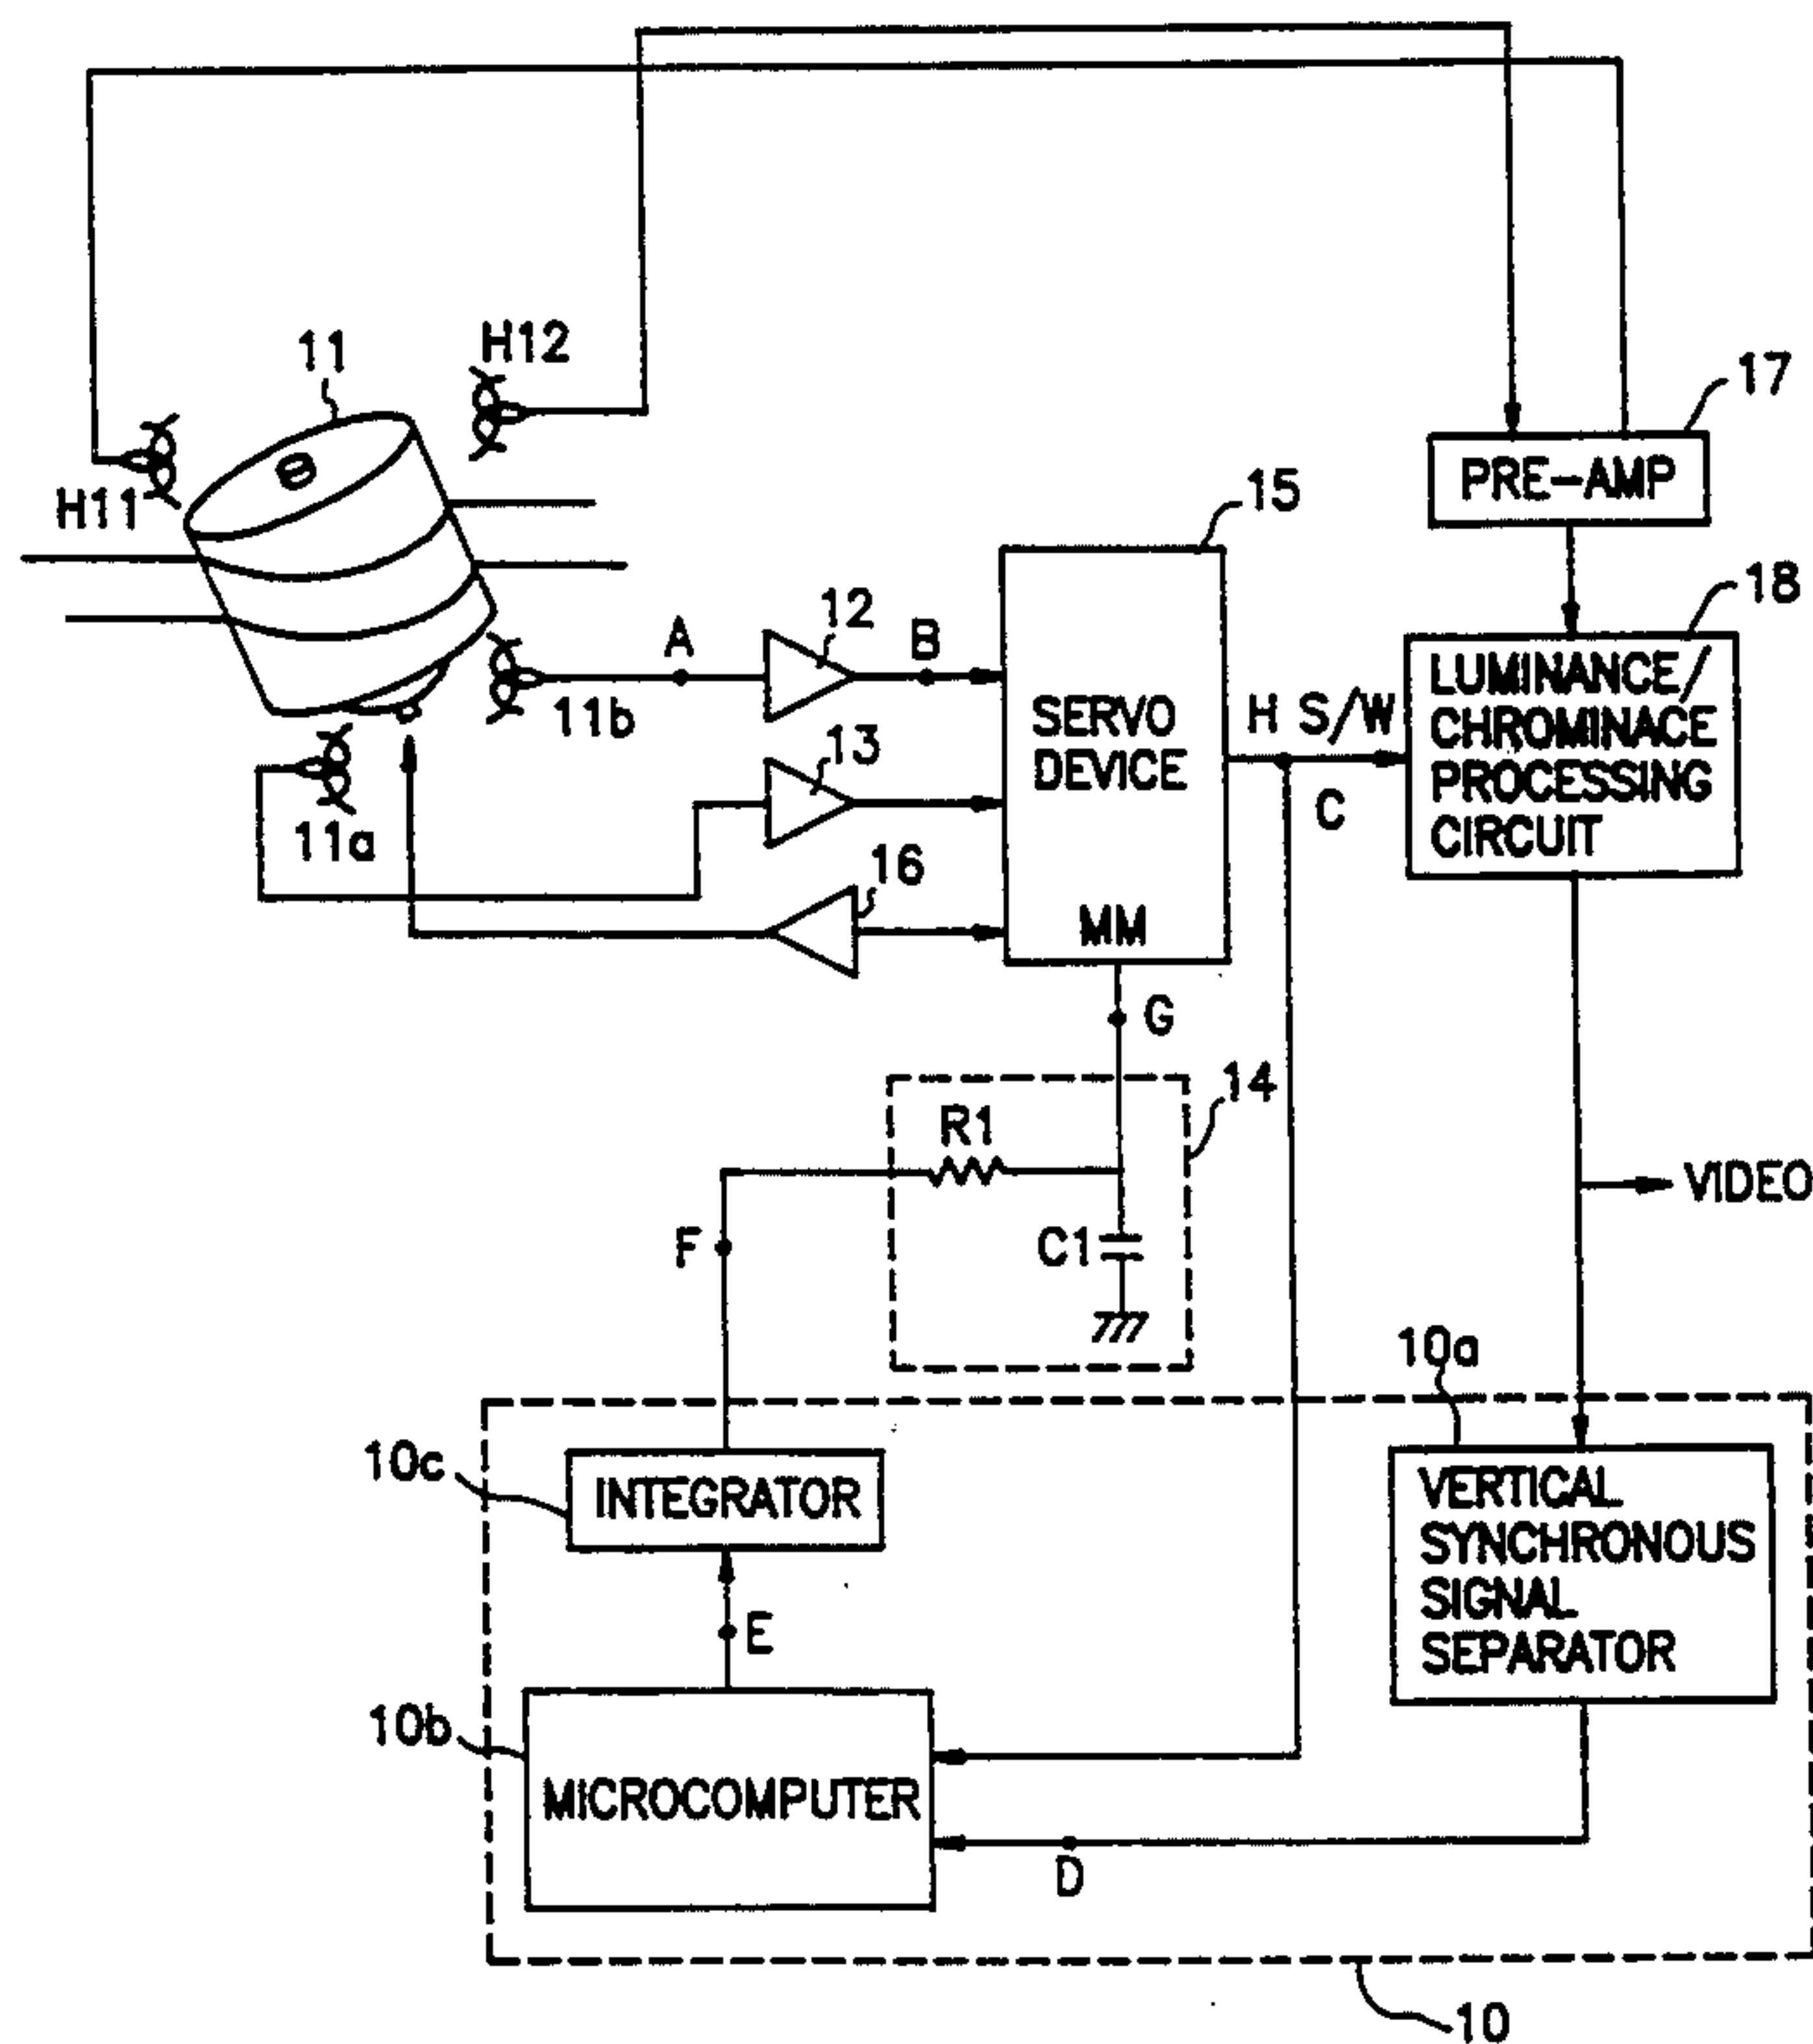 H12
11
17
PRE-AMP
H11
15
18
12
A
B
LUMINANCE/
CHROMINACE
PROCESSING
CIRCUIT
11b
SERVO
DEVICE
H S/W
13
C
11a
16
MM
G
14
R1
VIDEO
F
C1
10a
10c
INTEGRATOR
VERTICAL
SYNCHRONOUS
SIGNAL
SEPARATOR
E
10b
MICROCOMPUTER
D
10